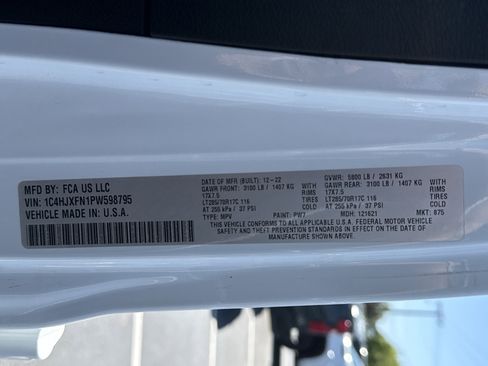 MFD BY: FCA US LLC
VIN: 1C4HJXFN1PW598795
VEHICLE MADE IN U.S.A.
DATE OF MFR (BUILT): 12-22
GAWR FRONT: 3100 LB / 1407 KG
17X7.5
LT285/70R17C 116
AT 255 kPa / 37 PSI
TYPE: MPV
RIMS
TIRES
COLD
GVWR: 5800 LB / 2631 KG
GAWR REAR: 3100 LB / 1407 KG
17X7.5
LT285/70R17C 116
AT 255 kPa / 37 PSI
RIMS
TIRES
COLD
PAINT: PW7
MDH: 121621
MKT: 875
THIS VEHICLE CONFORMS TO ALL APPLICABLE U.S.A. FEDERAL MOTOR VEHICLE
SAFETY AND THEFT PREVENTION STANDARDS IN EFFECT ON THE DATE OF
MANUFACTURE SHOWN ABOVE.